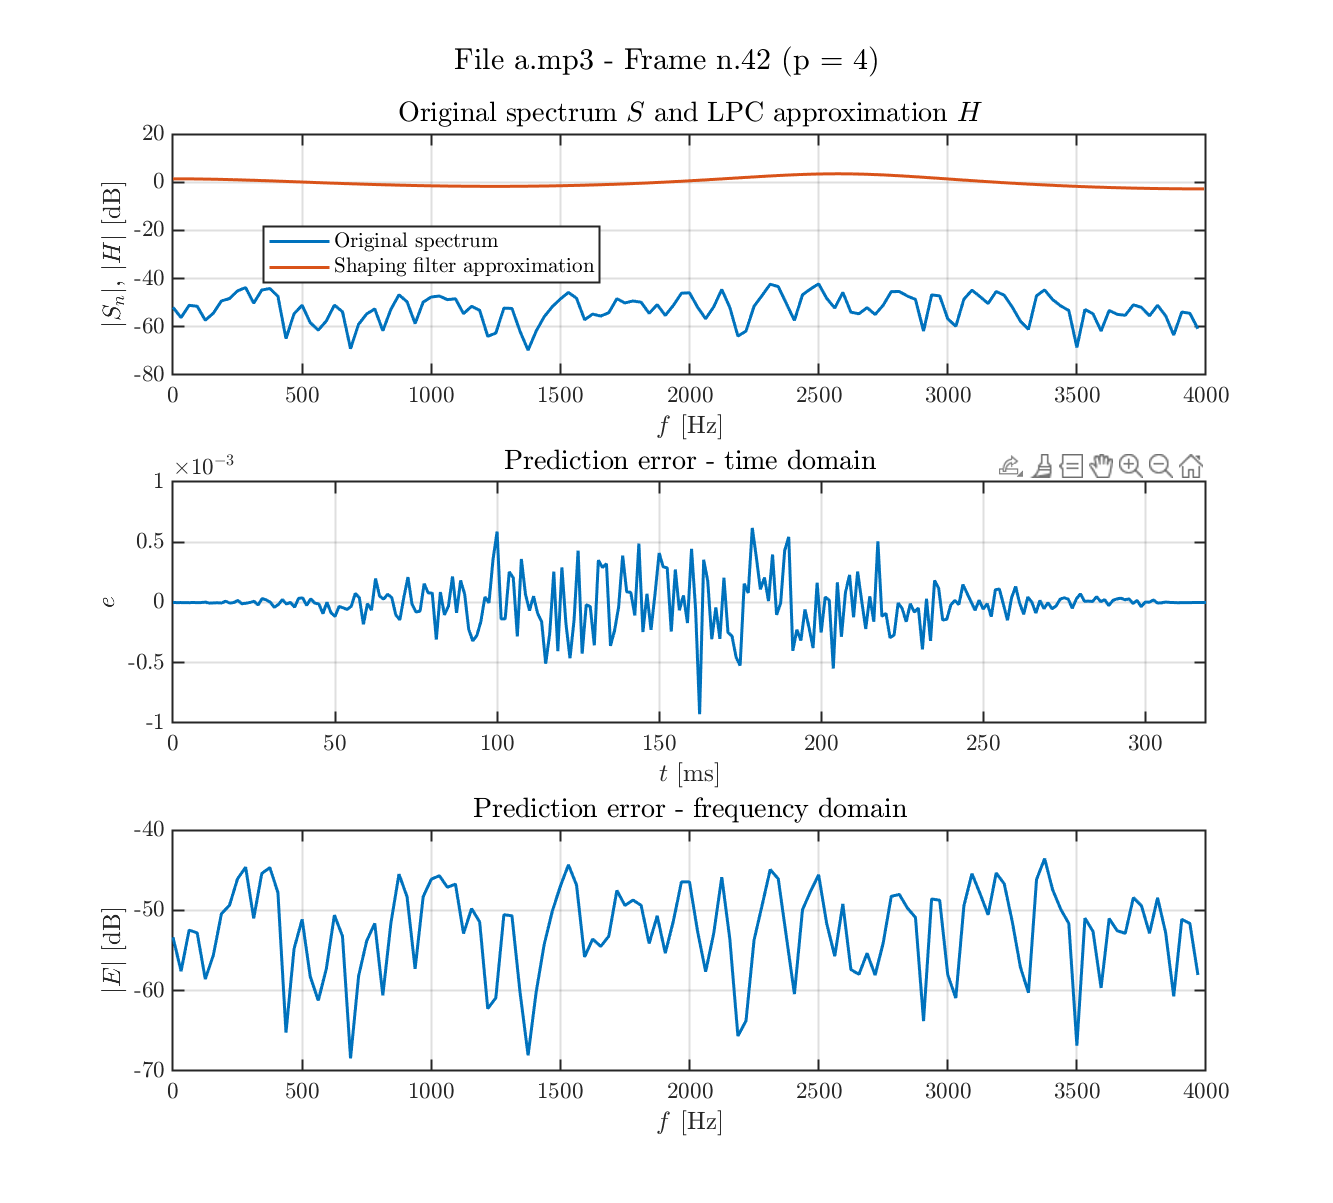 File a.mp3 - Frame n.42 (p = 4)
Original spectrum S and LPC approximation H
20
0
-20
-40
-60
-80
|Sₙ|, |H| [dB]
Original spectrum
Shaping filter approximation
0 500 1000 1500 2000 2500 3000 3500 4000
f [Hz]
Prediction error - time domain
×10⁻³
1
0.5
0
-0.5
-1
e
0 50 100 150 200 250 300
t [ms]
Prediction error - frequency domain
-40
-50
-60
-70
|E| [dB]
0 500 1000 1500 2000 2500 3000 3500 4000
f [Hz]